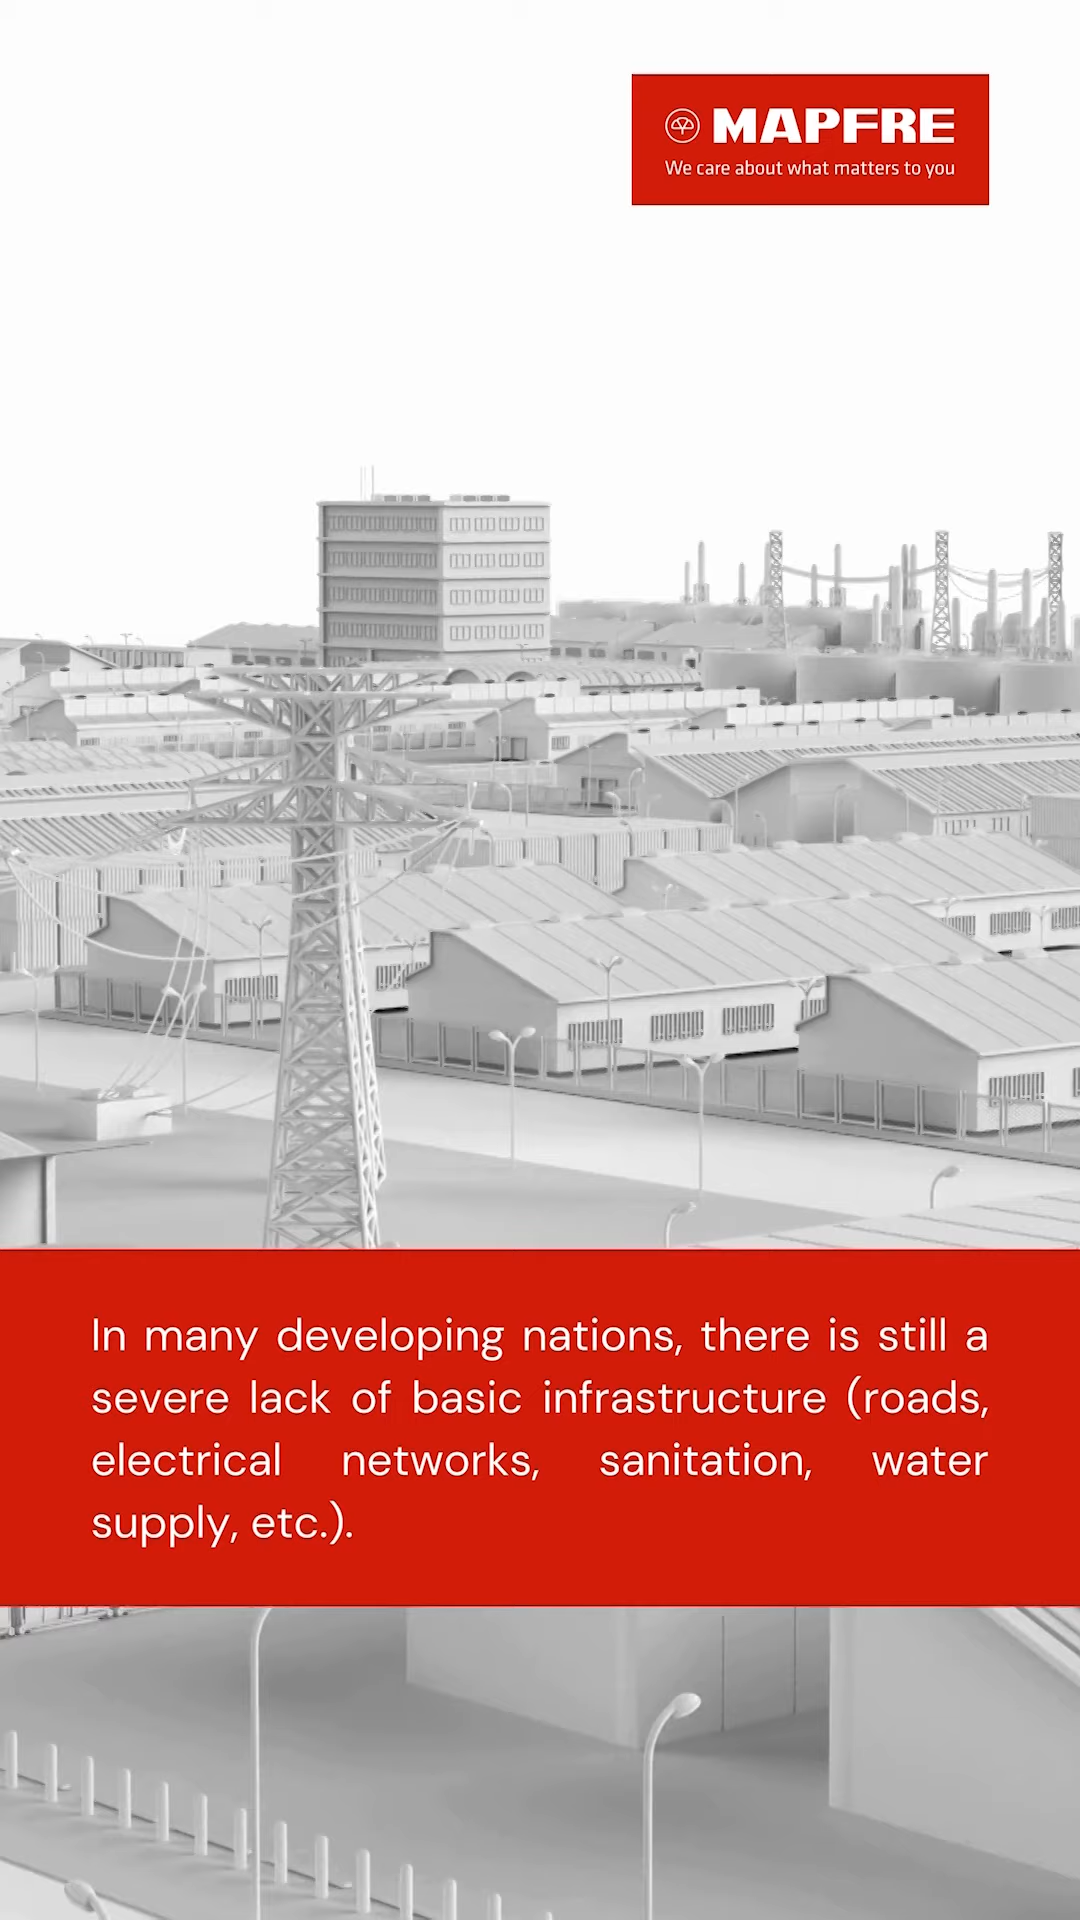 MAPFRE
We care about what matters to you
In many developing nations, there is still a
severe lack of basic infrastructure (roads,
electrical networks, sanitation, water
supply, etc.).